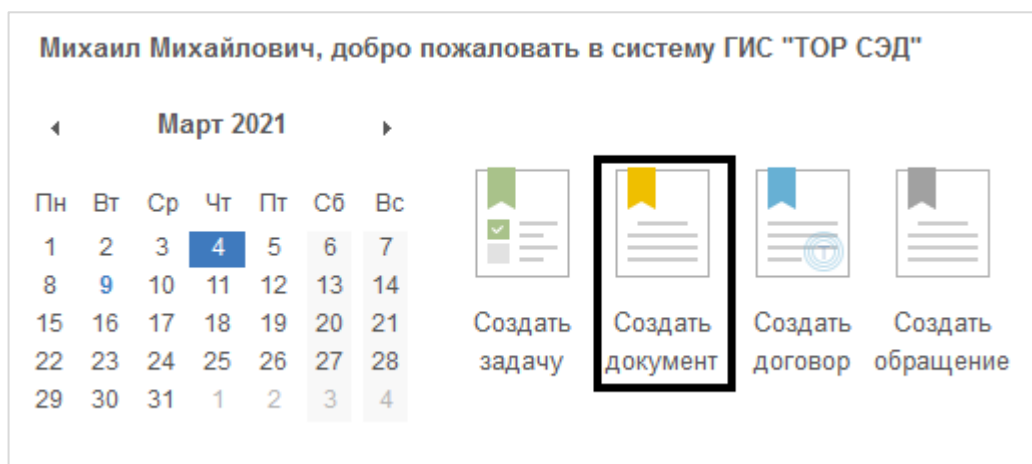 Михаил Михайлович, добро пожаловать в систему ГИС "ТОР СЭД"
Март 2021
Пн Вт Ср Чт Пт Сб Вс
1 2 3 4 5 6 7
8 9 10 11 12 13 14
15 16 17 18 19 20 21
22 23 24 25 26 27 28
29 30 31 1 2 3 4
Создать
задачу
Создать
документ
Создать
договор
Создать
обращение